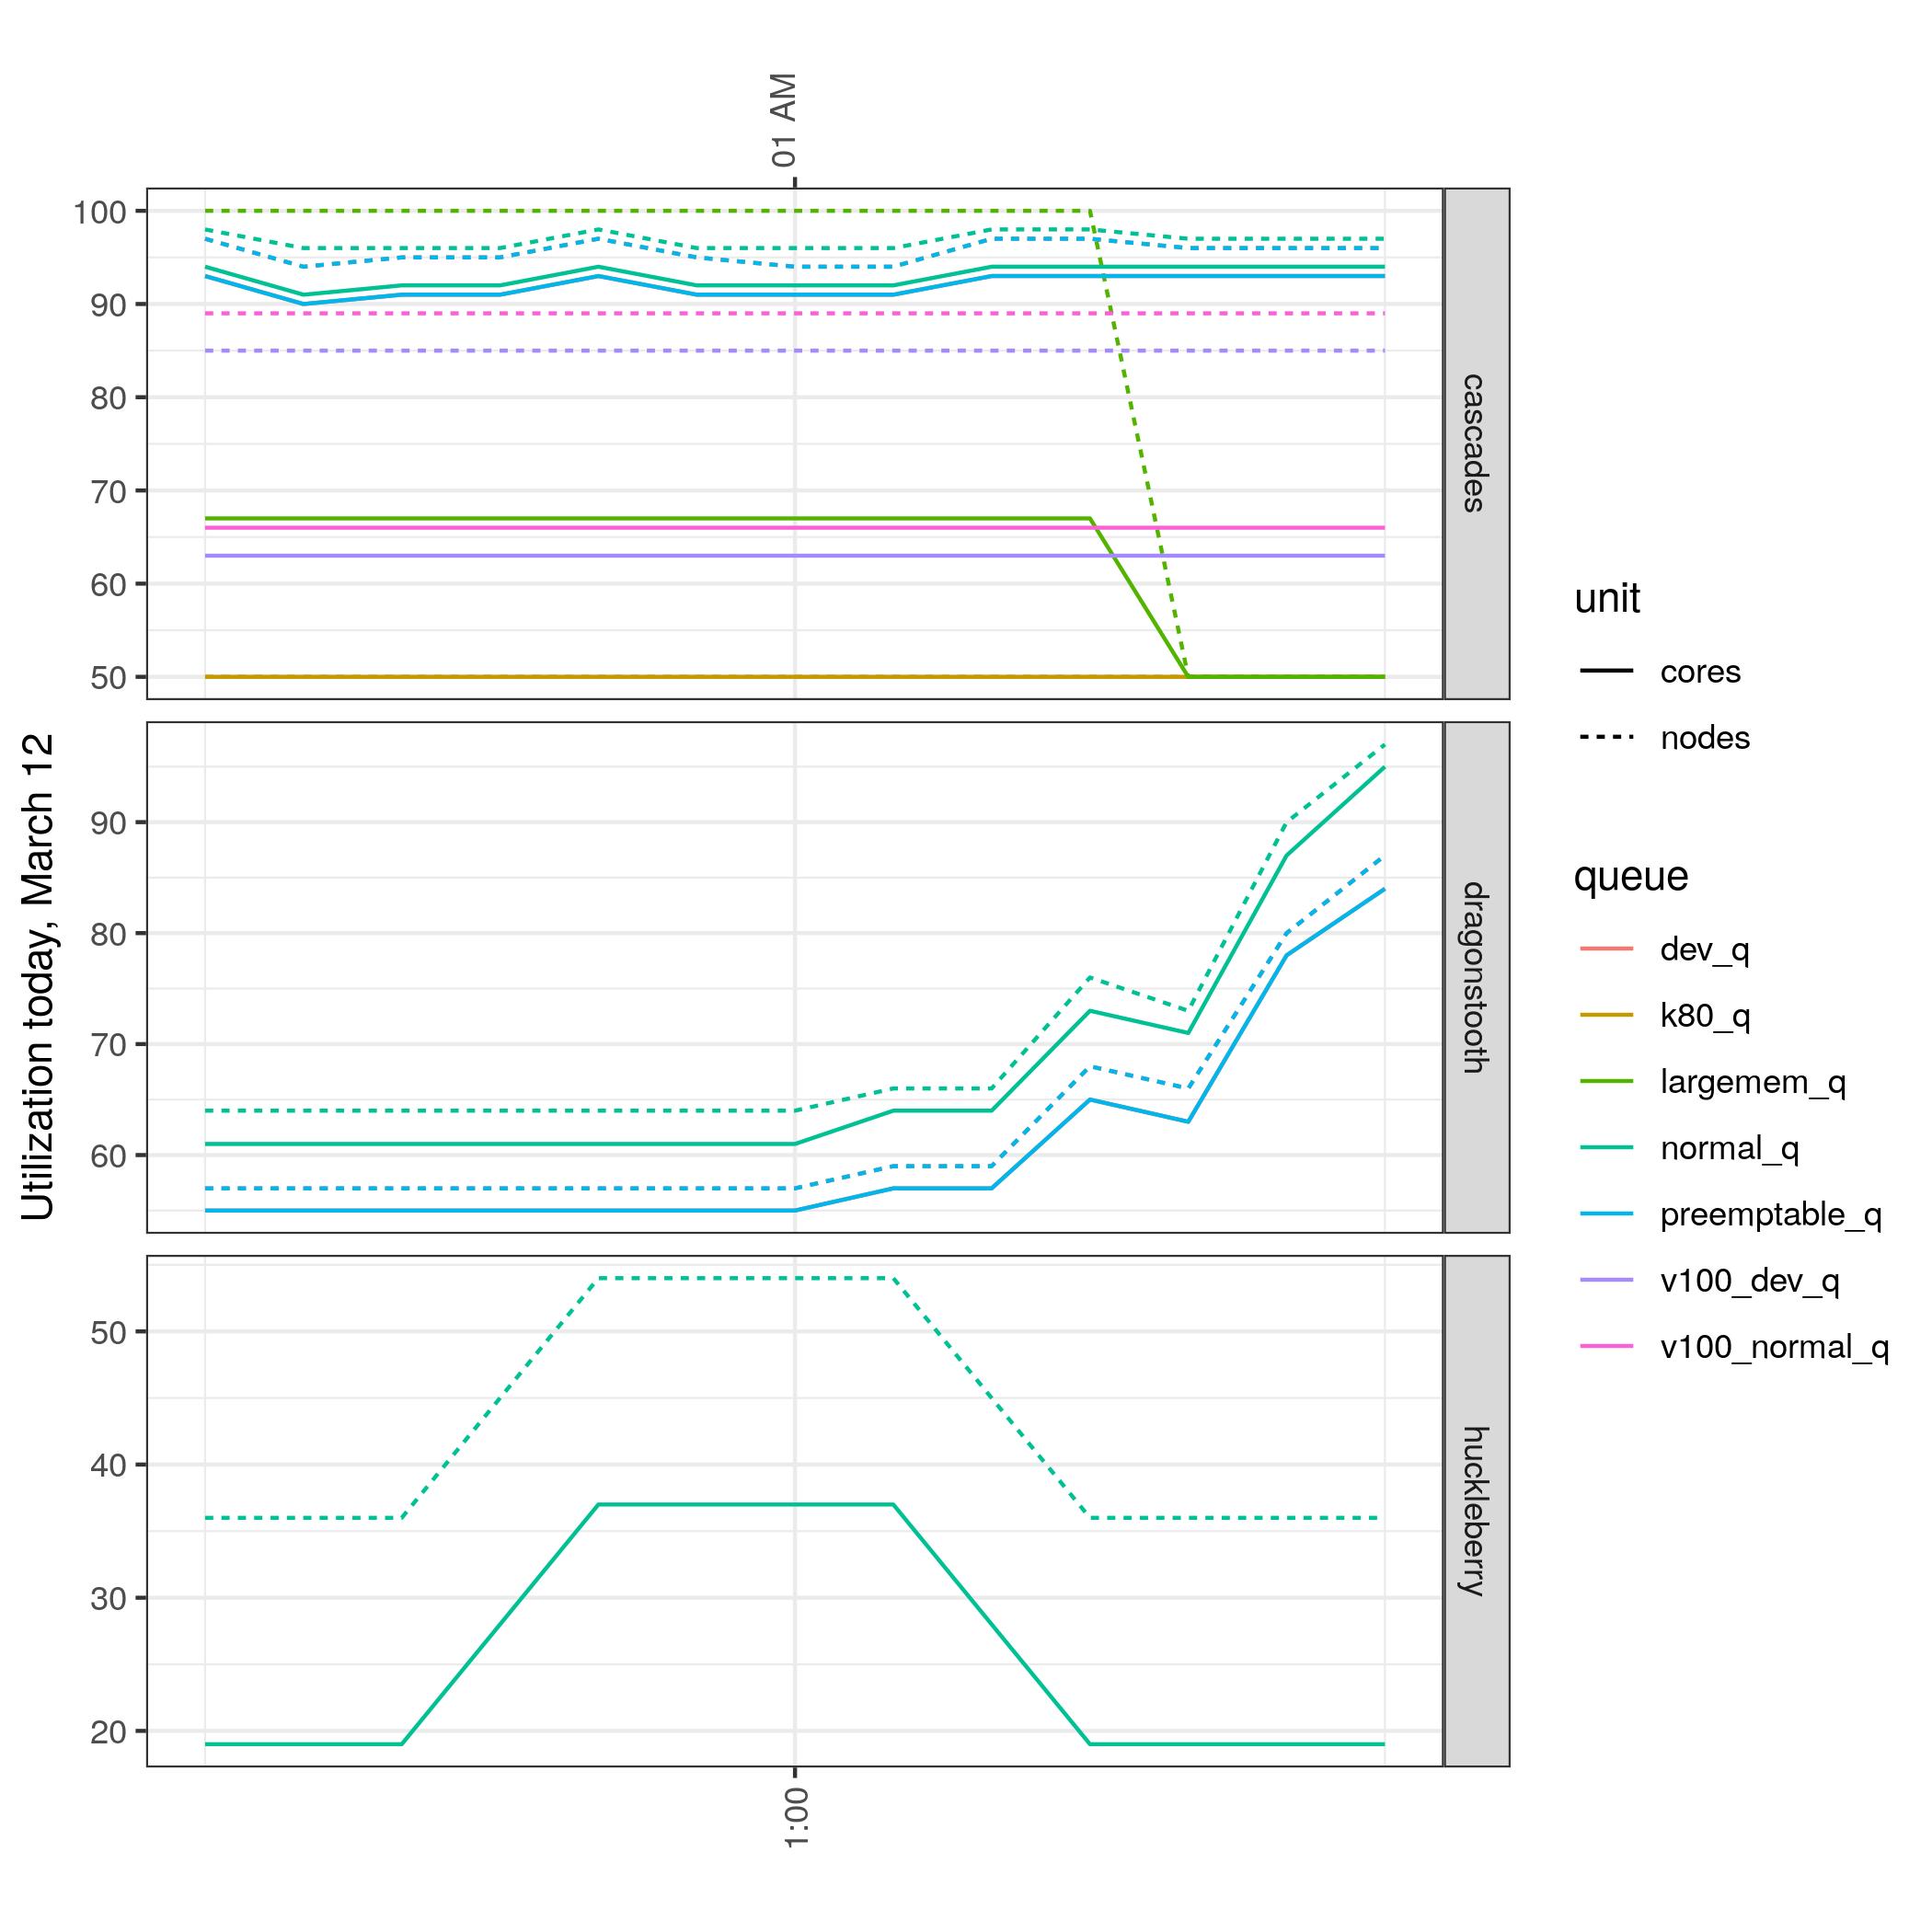 01 AM
Utilization today, March 12
100
90
80
70
60
50
cascades
90
80
70
60
dragonstooth
50
40
30
20
huckleberry
1:00
unit
cores
nodes
queue
dev_q
k80_q
largemem_q
normal_q
preemptable_q
v100_dev_q
v100_normal_q